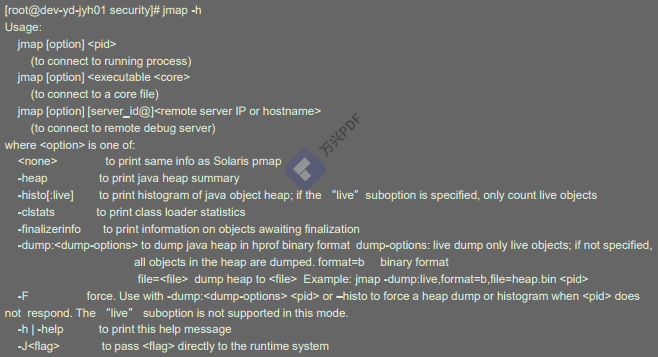 [root@dev-yd-jyh01 security]# jmap -h
Usage:
jmap [option] <pid>
(to connect to running process)
jmap [option] <executable <core>
(to connect to a core file)
jmap [option] [server_id@]<remote server IP or hostname>
(to connect to remote debug server)
where <option> is one of:
<none> to print same info as Solaris pmap
-heap to print java heap summary
-histo[:live] to print histogram of java object heap; if the “live” suboption is specified, only count live objects
-clstats to print class loader statistics
-finalizerinfo to print information on objects awaiting finalization
-dump:<dump-options> to dump java heap in hprof binary format dump-options: live dump only live objects; if not specified,
all objects in the heap are dumped. format=b binary format
file=<file> dump heap to <file> Example: jmap -dump:live,format=b,file=heap.bin <pid>
-F force. Use with -dump:<dump-options> <pid> or –histo to force a heap dump or histogram when <pid> does
not respond. The “live” suboption is not supported in this mode.
-h | -help to print this help message
-J<flag> to pass <flag> directly to the runtime system
万兴PDF